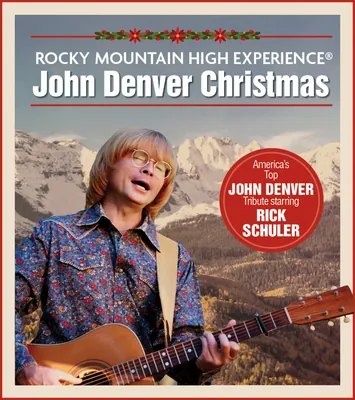 ROCKY MOUNTAIN HIGH EXPERIENCE®
John Denver Christmas
America's
Top
JOHN DENVER
Tribute starring
RICK
SCHULER